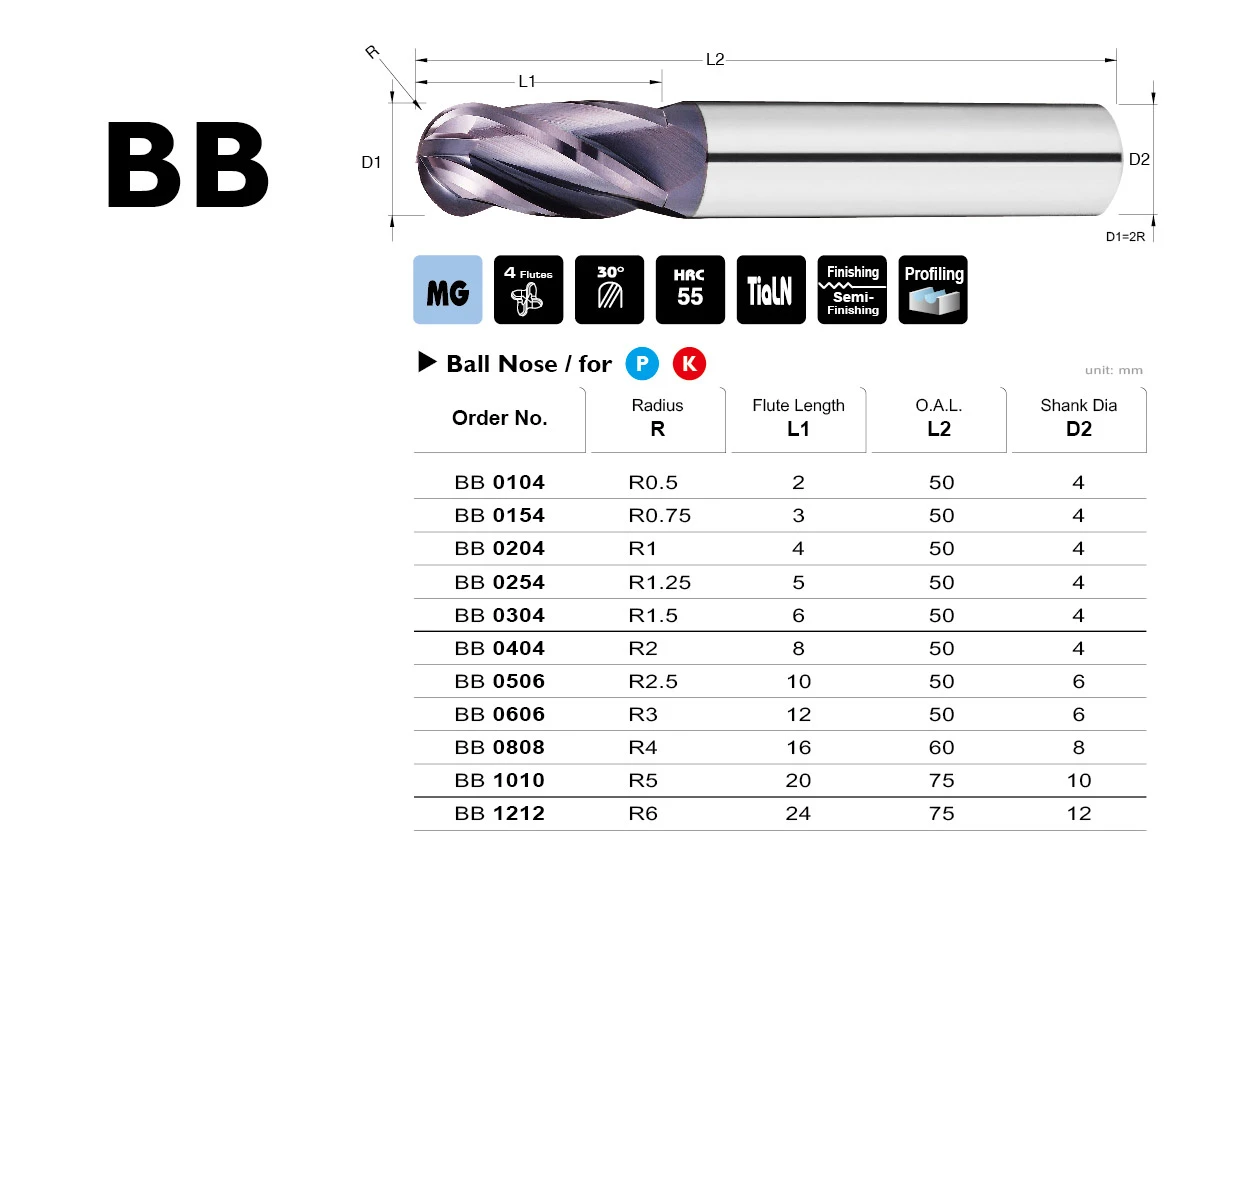 BB
R
L2
L1
D1
D2
D1=2R
MG
4 Flutes
30°
HRC
55
TiaLN
Finishing
Semi-
Finishing
Profiling
Ball Nose / for P K
unit: mm
Order No. Radius R Flute Length L1 O.A.L. L2 Shank Dia D2
BB 0104 R0.5 2 50 4
BB 0154 R0.75 3 50 4
BB 0204 R1 4 50 4
BB 0254 R1.25 5 50 4
BB 0304 R1.5 6 50 4
BB 0404 R2 8 50 4
BB 0506 R2.5 10 50 6
BB 0606 R3 12 50 6
BB 0808 R4 16 60 8
BB 1010 R5 20 75 10
BB 1212 R6 24 75 12